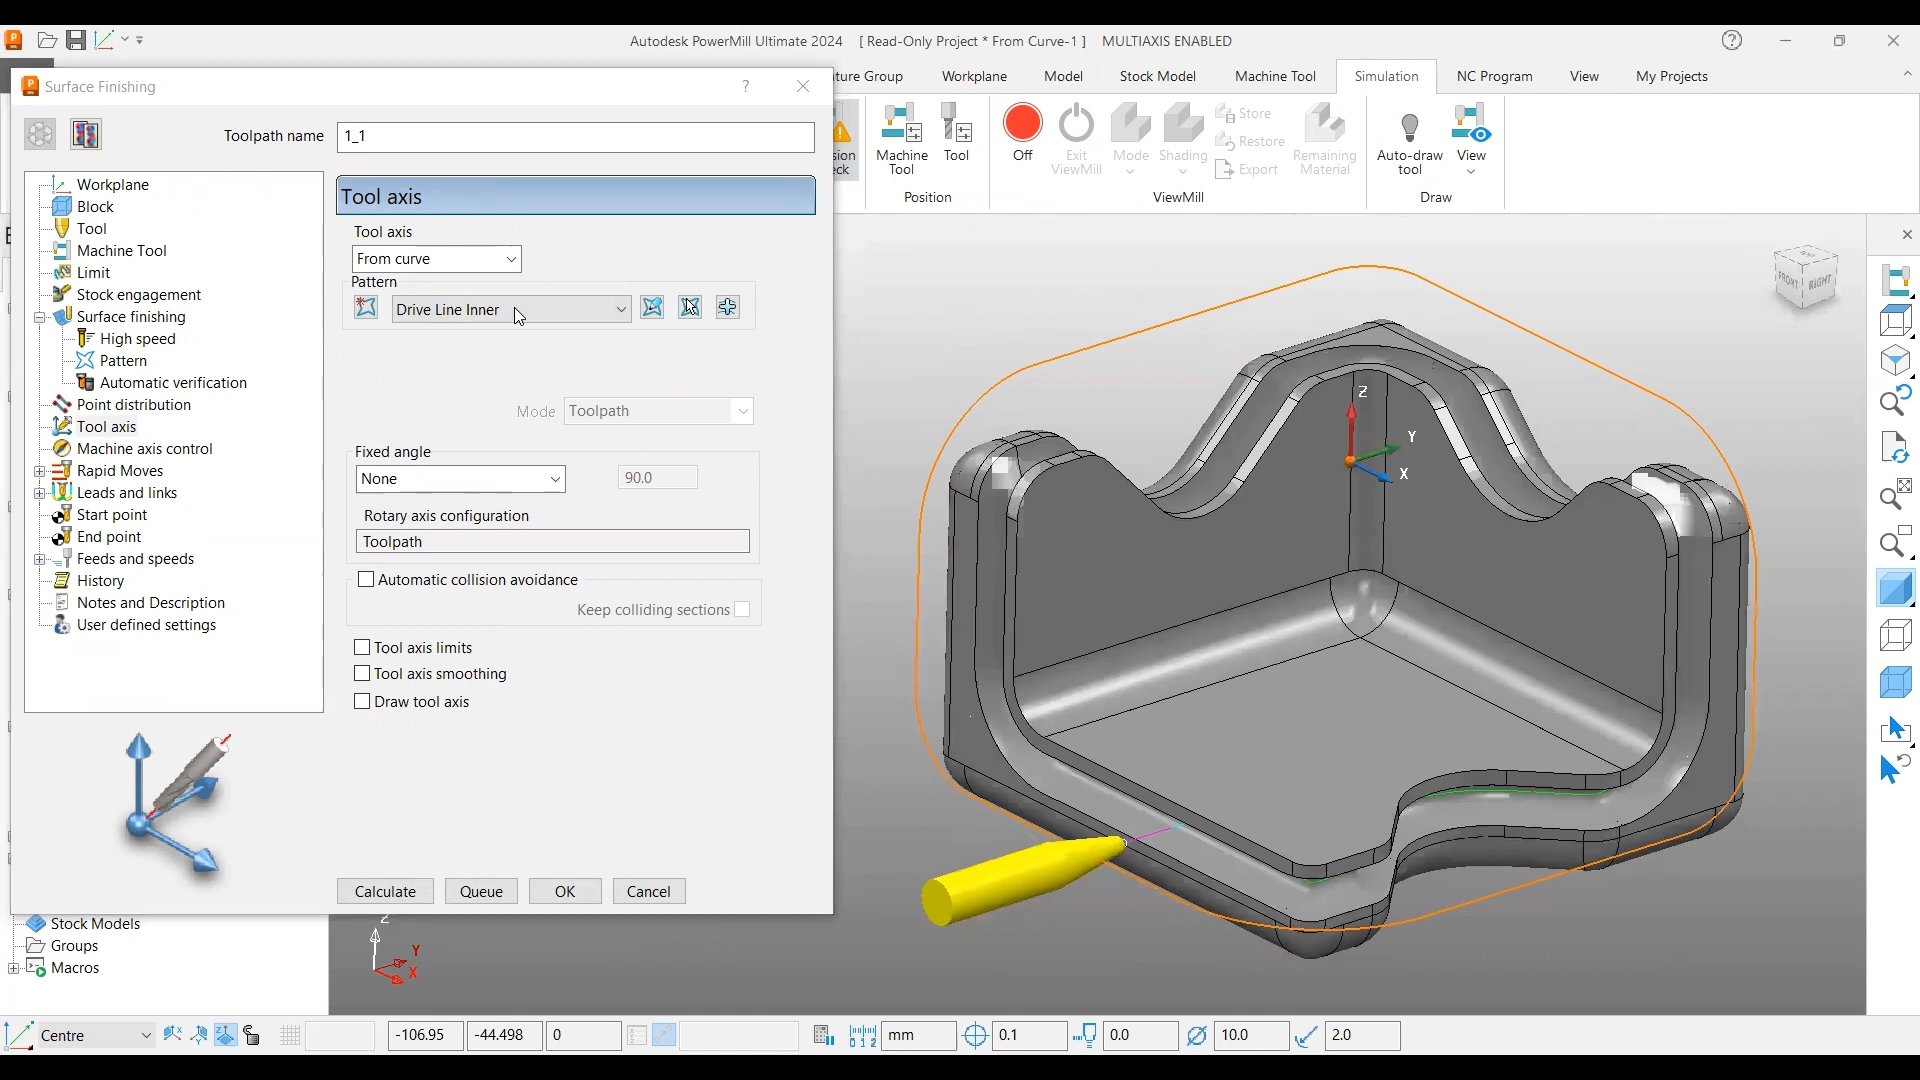 Autodesk PowerMill Ultimate 2024 [ Read-Only Project * From Curve-1 ] MULTIAXIS ENABLED
Surface Finishing
ture Group
Workplane
Model
Stock Model
Machine Tool
Simulation
NC Program
View
My Projects
Toolpath name
1_1
Machine Tool
Tool
Position
Off
Exit ViewMill
Mode
Shading
Store
Restore
Export
Remaining Material
ViewMill
Auto-draw tool
View
Draw
Workplane
Block
Tool
Machine Tool
Limit
Stock engagement
Surface finishing
High speed
Pattern
Automatic verification
Point distribution
Tool axis
Machine axis control
Rapid Moves
Leads and links
Start point
End point
Feeds and speeds
History
Notes and Description
User defined settings
Tool axis
Tool axis
From curve
Pattern
Drive Line Inner
Mode
Toolpath
Fixed angle
None
90.0
Rotary axis configuration
Toolpath
Automatic collision avoidance
Keep colliding sections
Tool axis limits
Tool axis smoothing
Draw tool axis
Calculate
Queue
OK
Cancel
FRONT
RIGHT
Z
Y
X
Stock Models
Groups
Macros
Z
Y
X
Centre
-106.95
-44.498
0
mm
0.1
0.0
10.0
2.0